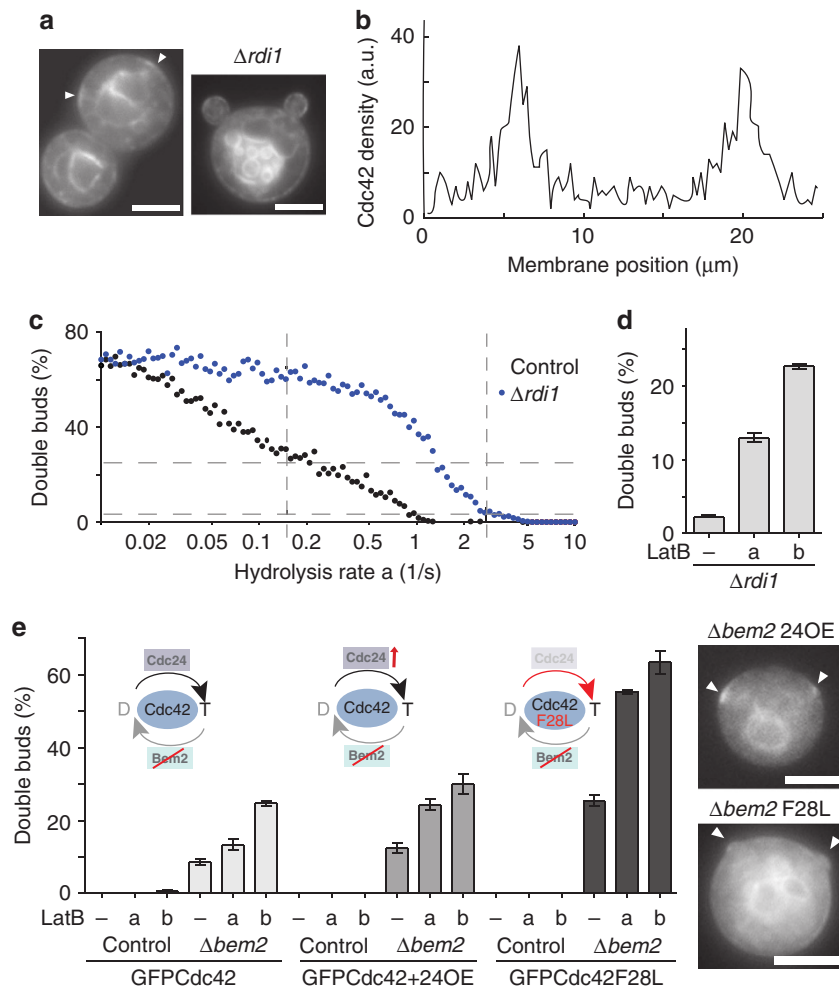 a
Δrdi1
b
Cdc42 density (a.u.)
40
20
0
0
10
20
Membrane position (μm)
c
Double buds (%)
80
40
0
0.02
0.05
0.1
0.2
0.5
1
2
5
10
Hydrolysis rate a (1/s)
Control
Δrdi1
d
Double buds (%)
20
10
0
LatB – a b
Δrdi1
e
Double buds (%)
60
40
20
0
Cdc24
D Cdc42 T
Bem2
Cdc24
D Cdc42 T
Bem2
Cdc24
D Cdc42 T
F28L
Bem2
LatB – a b – a b – a b – a b – a b – a b
Control Δbem2 Control Δbem2 Control Δbem2
GFPCdc42 GFPCdc42+24OE GFPCdc42F28L
Δbem2 24OE
Δbem2 F28L